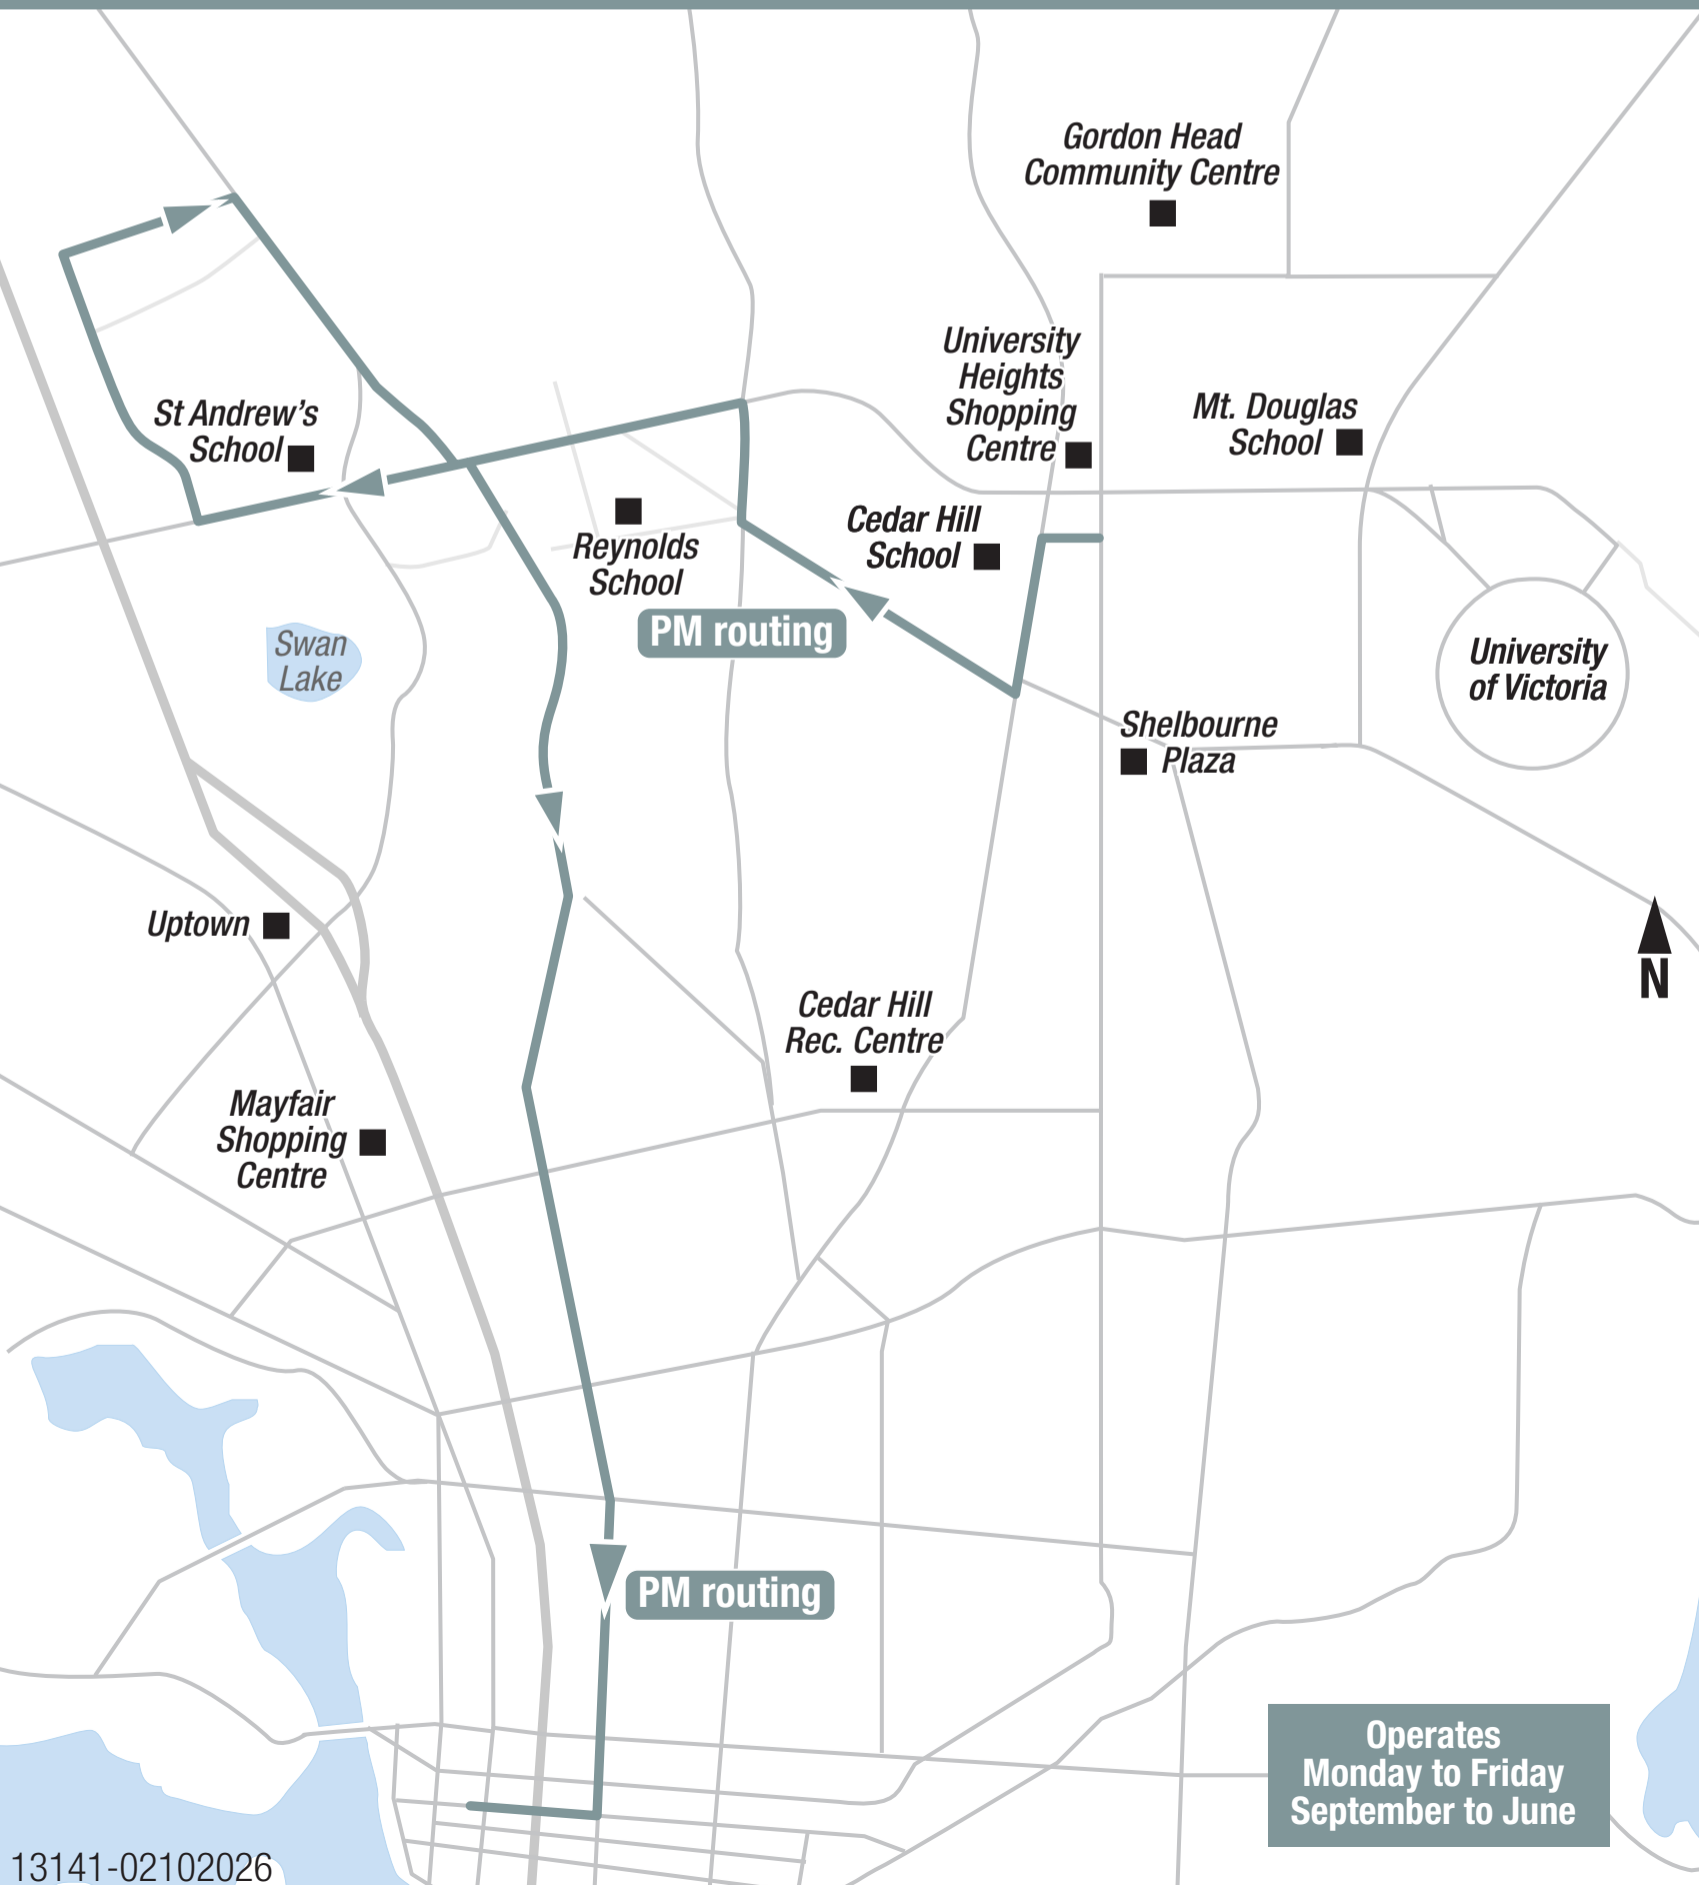 Gordon Head
Community Centre
University
Heights
Shopping
Centre
Mt. Douglas
School
St Andrew's
School
Cedar Hill
School
Reynolds
School
PM routing
Swan
Lake
University
of Victoria
Shelbourne
Plaza
Uptown
N
Cedar Hill
Rec. Centre
Mayfair
Shopping
Centre
PM routing
Operates
Monday to Friday
September to June
13141-02102026